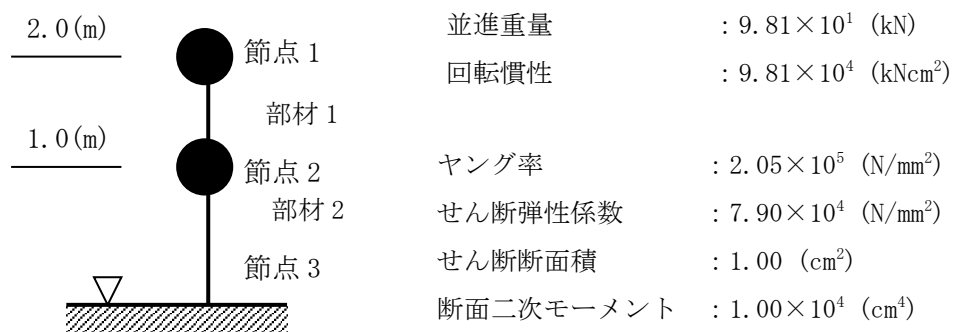 2.0(m)
節点 1
部材 1
1.0(m)
節点 2
部材 2
節点 3
並進重量 : 9.81×10¹ (kN)
回転慣性 : 9.81×10⁴ (kNcm²)
ヤング率 : 2.05×10⁵ (N/mm²)
せん断弾性係数 : 7.90×10⁴ (N/mm²)
せん断断面積 : 1.00 (cm²)
断面二次モーメント : 1.00×10⁴ (cm⁴)